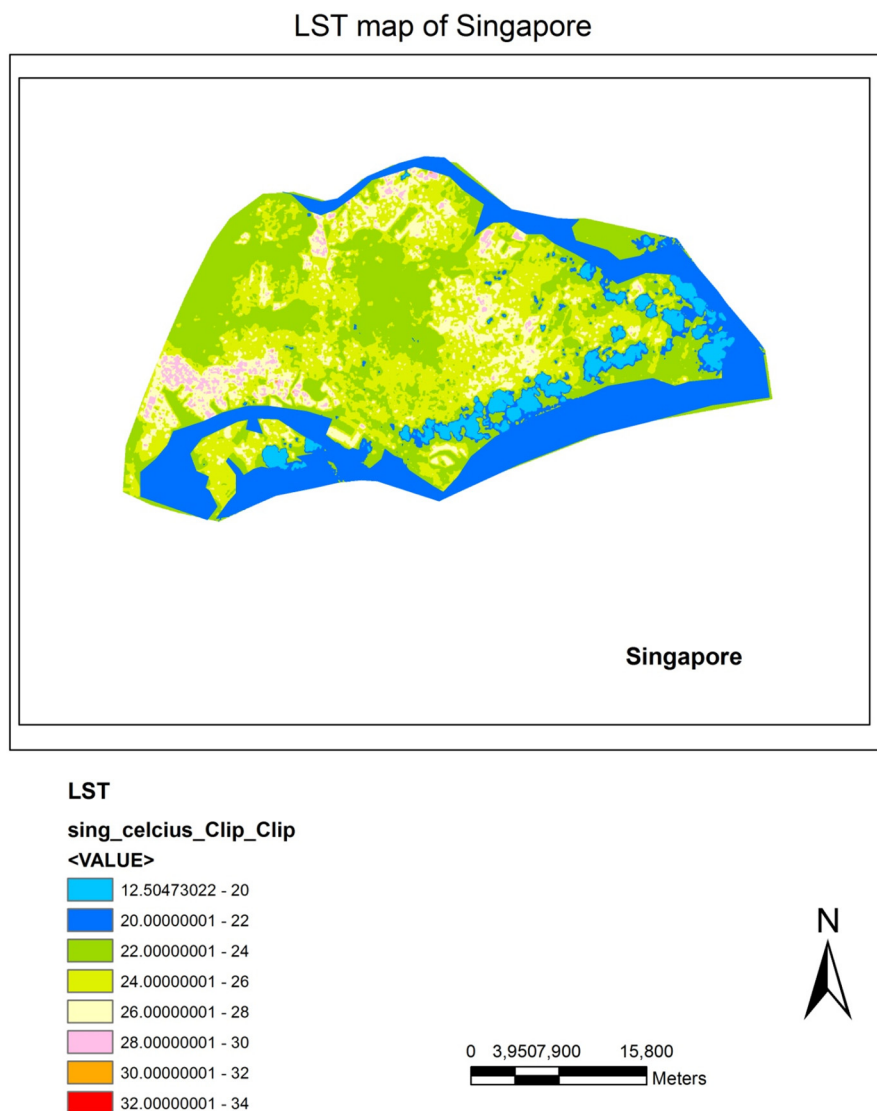 LST map of Singapore
Singapore
LST
sing_celcius_Clip_Clip
<VALUE>
12.50473022 - 20
20.00000001 - 22
22.00000001 - 24
24.00000001 - 26
26.00000001 - 28
28.00000001 - 30
30.00000001 - 32
32.00000001 - 34
N
0 3,9507,900 15,800
Meters